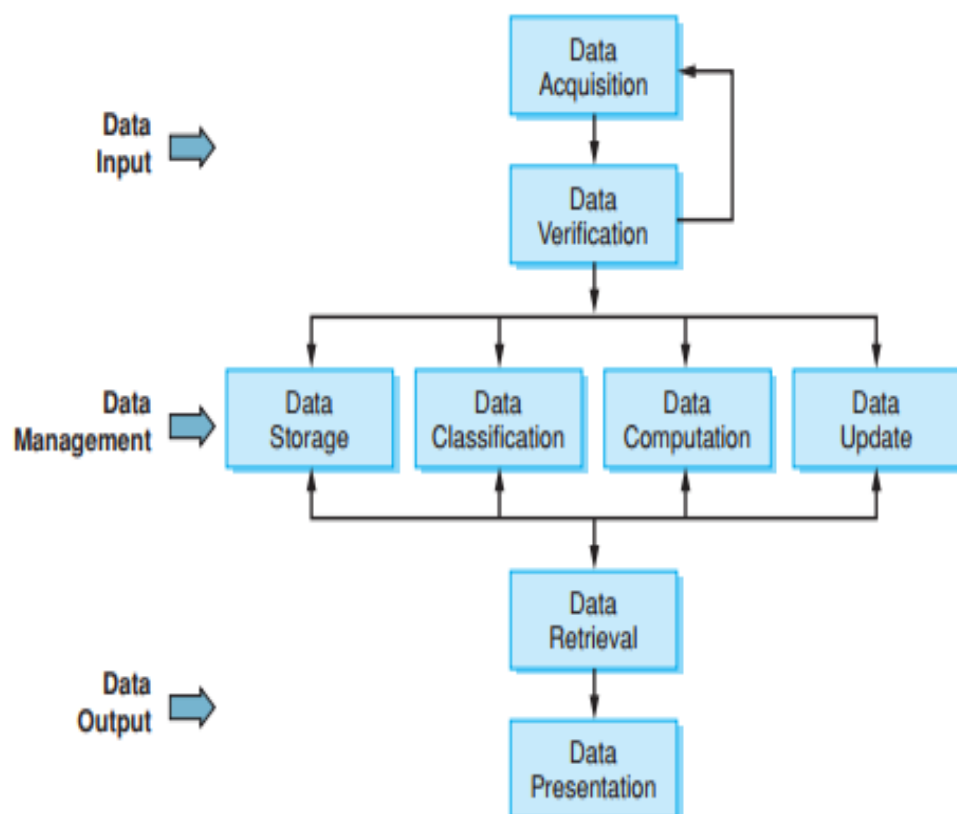 Data
Acquisition
Data
Input
Data
Verification
Data
Management
Data
Storage
Data
Classification
Data
Computation
Data
Update
Data
Retrieval
Data
Output
Data
Presentation